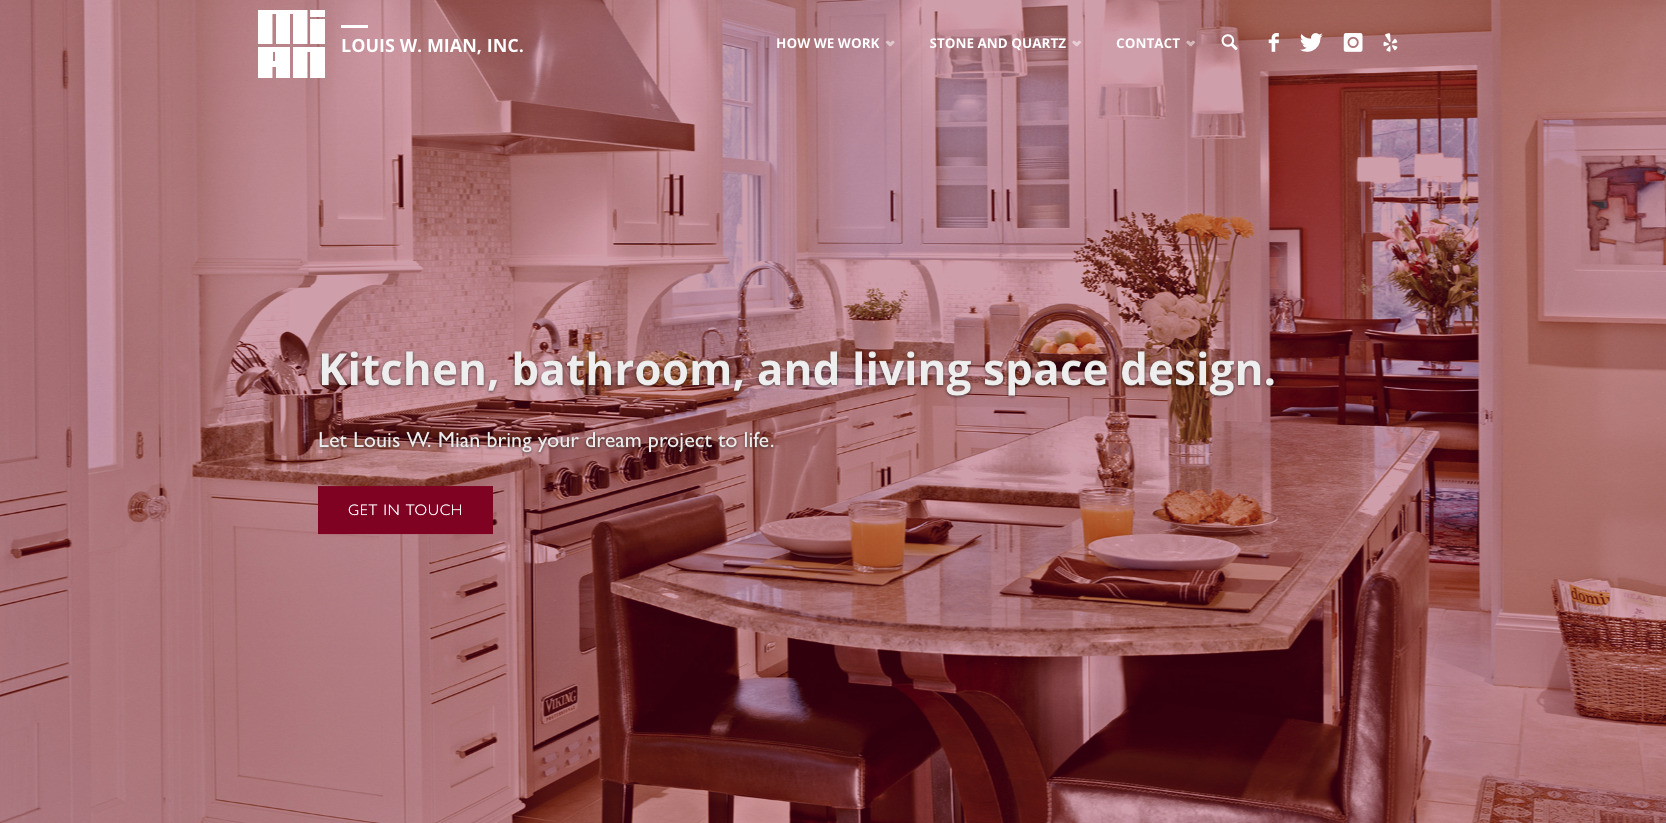 mian
LOUIS W. MIAN, INC.
HOW WE WORK
STONE AND QUARTZ
CONTACT
Kitchen, bathroom, and living space design.
Let Louis W. Mian bring your dream project to life.
GET IN TOUCH
VIKING
domi